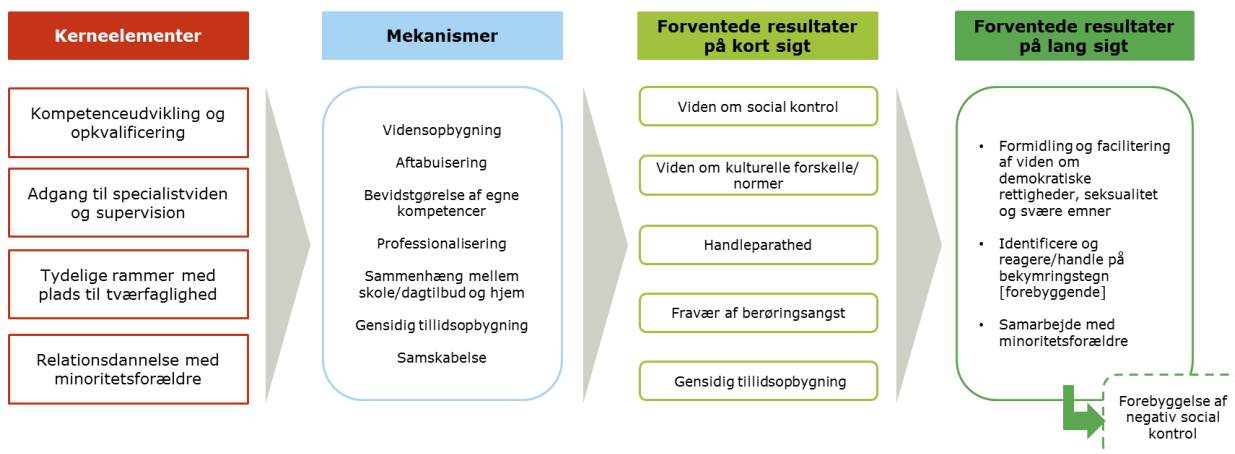 Kerneelementer
Kompetenceudvikling og
opkvalificering
Adgang til specialistviden
og supervision
Tydelige rammer med
plads til tværfaglighed
Relationsdannelse med
minoritetsforældre
Mekanismer
Vidensopbygning
Aftabuisering
Bevidstgørelse af egne
kompetencer
Professionalisering
Sammenhæng mellem
skole/dagtilbud og hjem
Gensidig tillidsopbygning
Samskabelse
Forventede resultater
på kort sigt
Viden om social kontrol
Viden om kulturelle forskelle/
normer
Handleparathed
Fravær af berøringsangst
Gensidig tillidsopbygning
Forventede resultater
på lang sigt
• Formidling og facilitering
af viden om
demokratiske
rettigheder, seksualitet
og svære emner
• Identificere og
reagere/handle på
bekymringstegn
[forebyggende]
• Samarbejde med
minoritetsforældre
Forebyggelse af
negativ social
kontrol